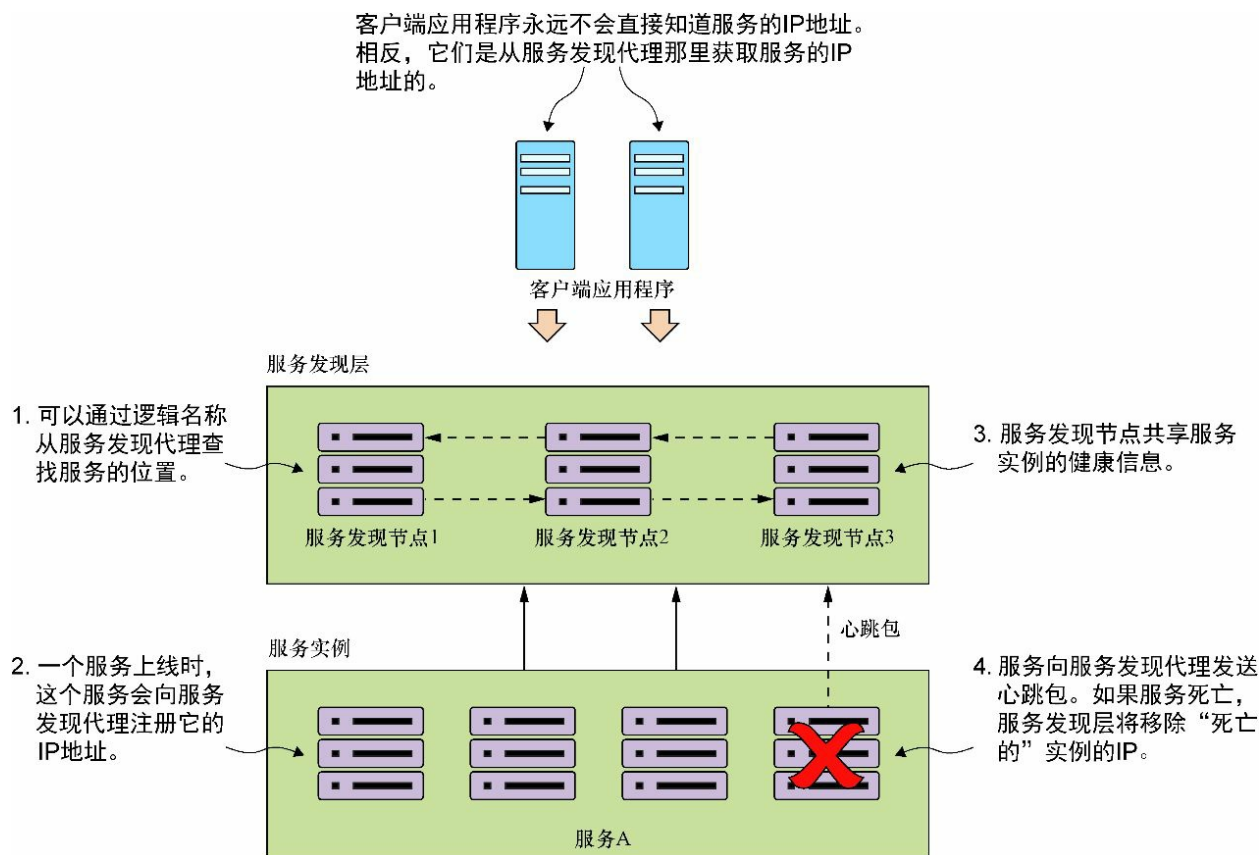 客户端应用程序永远不会直接知道服务的IP地址。
相反，它们是从服务发现代理那里获取服务的IP
地址的。
客户端应用程序
服务发现层
1. 可以通过逻辑名称
从服务发现代理查
找服务的位置。
3. 服务发现节点共享服务
实例的健康信息。
服务发现节点1
服务发现节点2
服务发现节点3
心跳包
服务实例
2. 一个服务上线时，
这个服务会向服务
发现代理注册它的
IP地址。
4. 服务向服务发现代理发送
心跳包。如果服务死亡，
服务发现层将移除“死亡
的”实例的IP。
服务A